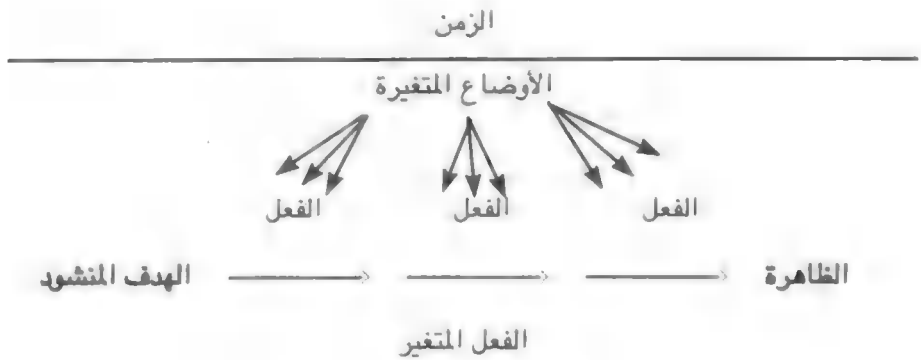 الزمن
الأوضاع المتغيرة
الفعل الفعل الفعل
الظاهرة الهدف المنشود
الفعل المتغير